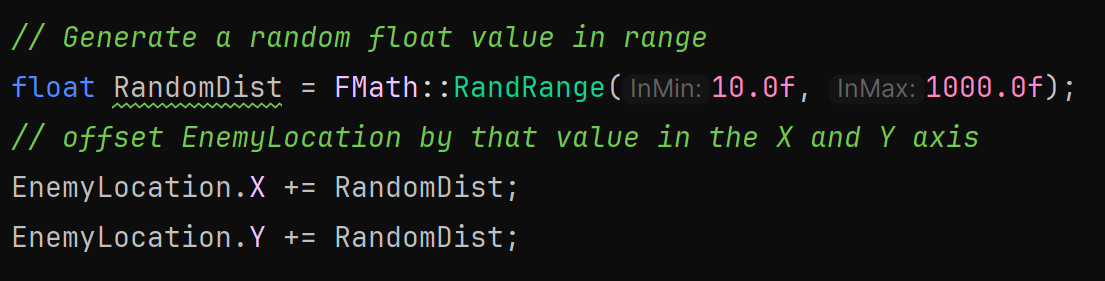 // Generate a random float value in range
float RandomDist = FMath::RandRange(InMin:10.0f, InMax:1000.0f);
// offset EnemyLocation by that value in the X and Y axis
EnemyLocation.X += RandomDist;
EnemyLocation.Y += RandomDist;